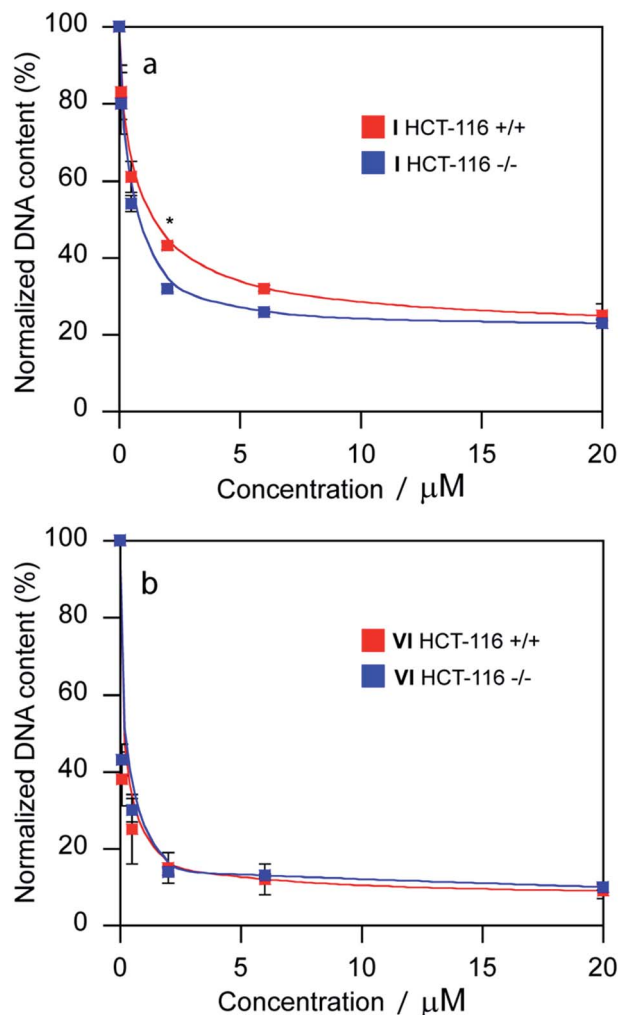 100
80
60
40
20
0
Normalized DNA content (%)
a
I HCT-116 +/+
I HCT-116 -/-
*
0
5
10
15
20
Concentration / μM
100
80
60
40
20
0
Normalized DNA content (%)
b
VI HCT-116 +/+
VI HCT-116 -/-
0
5
10
15
20
Concentration / μM